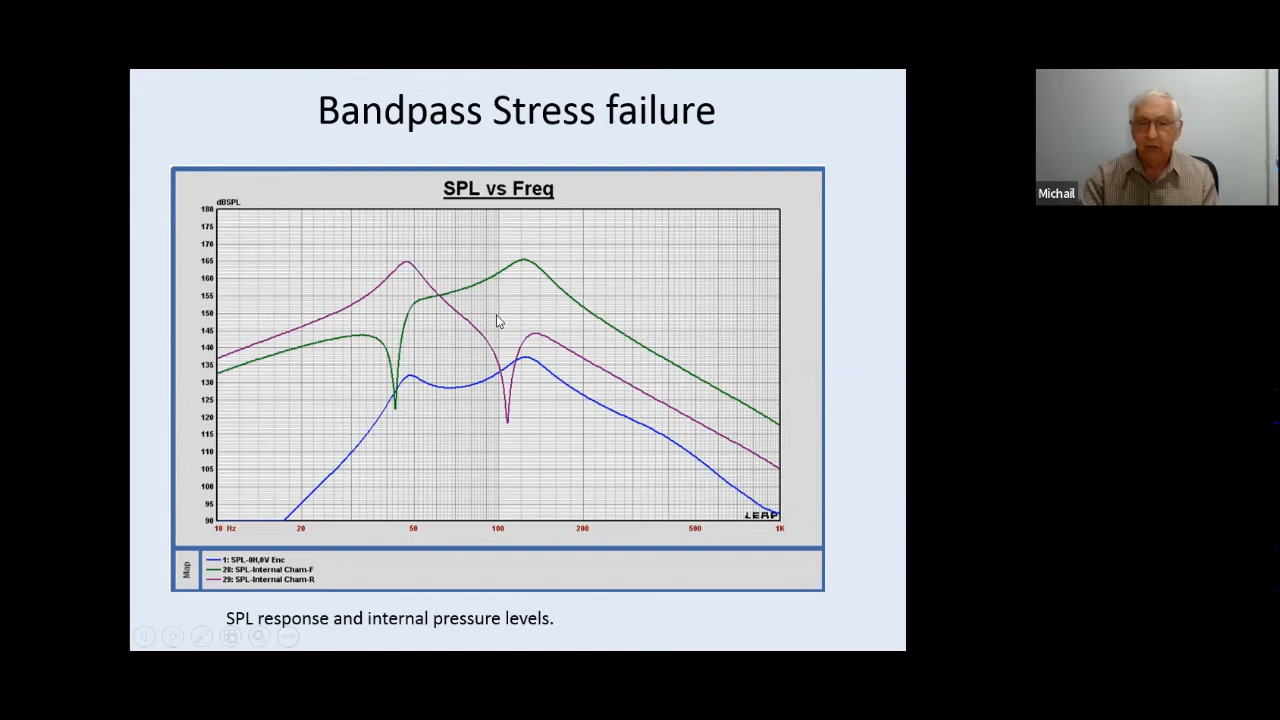 Bandpass Stress failure
SPL vs Freq
dBSPL
180
175
170
165
160
155
150
145
140
135
130
125
120
115
110
105
100
95
90
LEAP
10 Hz 20 50 100 200 500 1K
Map
1: SPL-0H,0V Enc
28: SPL-Internal Cham-F
29: SPL-Internal Cham-R
SPL response and internal pressure levels.
Michail